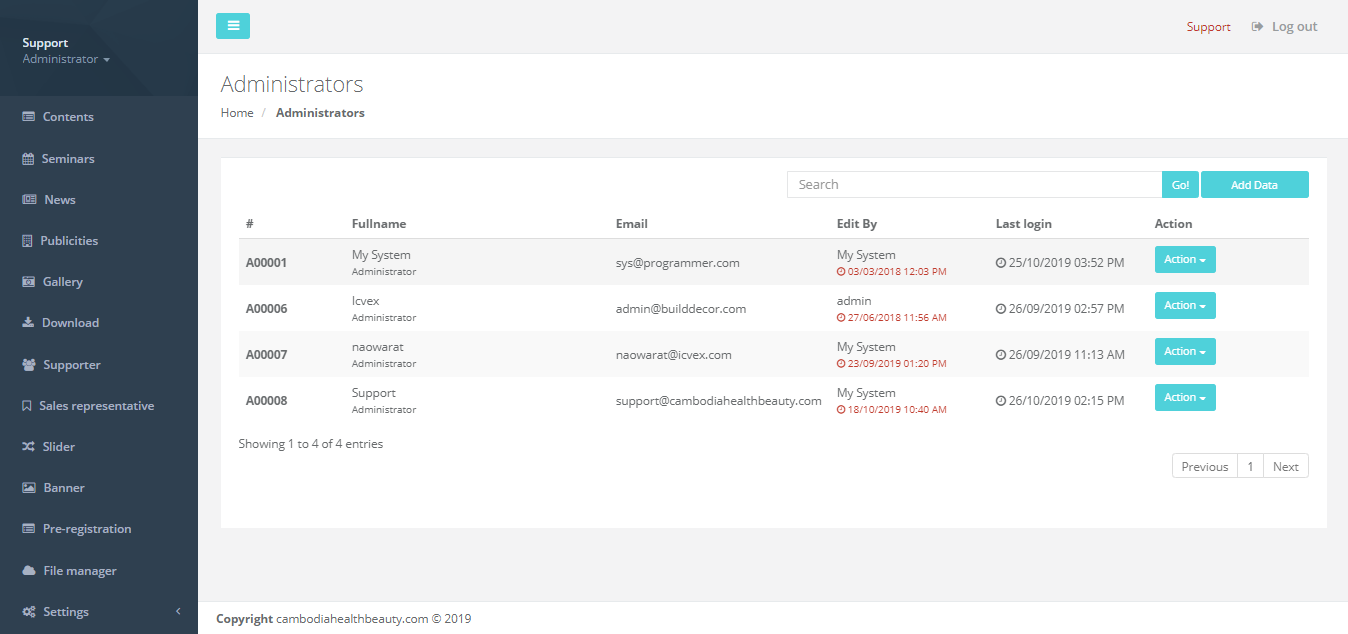 Support
Administrator
Contents
Seminars
News
Publicities
Gallery
Download
Supporter
Sales representative
Slider
Banner
Pre-registration
File manager
Settings
Support Log out
Administrators
Home / Administrators
Search Go! Add Data
# Fullname Email Edit By Last login Action
A00001 My System sys@programmer.com My System 25/10/2019 03:52 PM Action
Administrator 03/03/2018 12:03 PM
A00006 Icvex admin@builddecor.com admin 26/09/2019 02:57 PM Action
Administrator 27/06/2018 11:56 AM
A00007 naowarat naowarat@icvex.com My System 26/09/2019 11:13 AM Action
Administrator 23/09/2019 01:20 PM
A00008 Support support@cambodiahealthbeauty.com My System 26/10/2019 02:15 PM Action
Administrator 18/10/2019 10:40 AM
Showing 1 to 4 of 4 entries
Previous 1 Next
Copyright cambodiahealthbeauty.com © 2019